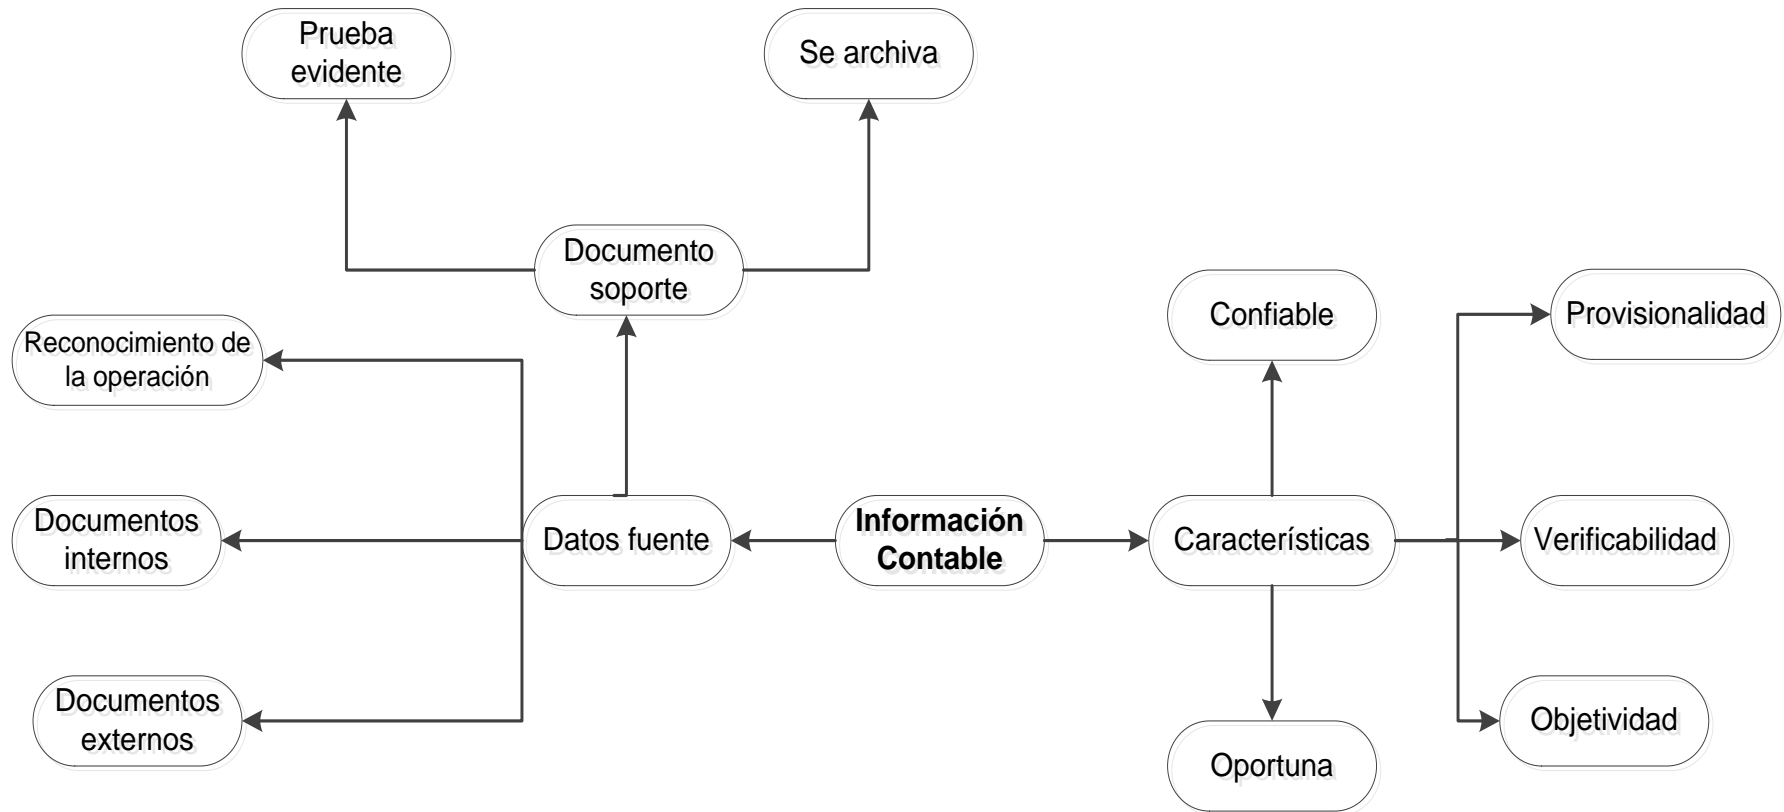 Prueba
evidente
Se archiva
Documento
soporte
Confiable
Provisionalidad
Reconocimiento de
la operación
Documentos
internos
Datos fuente
Información
Contable
Característícas
Verificabilidad
Documentos
externos
Objetividad
Oportuna